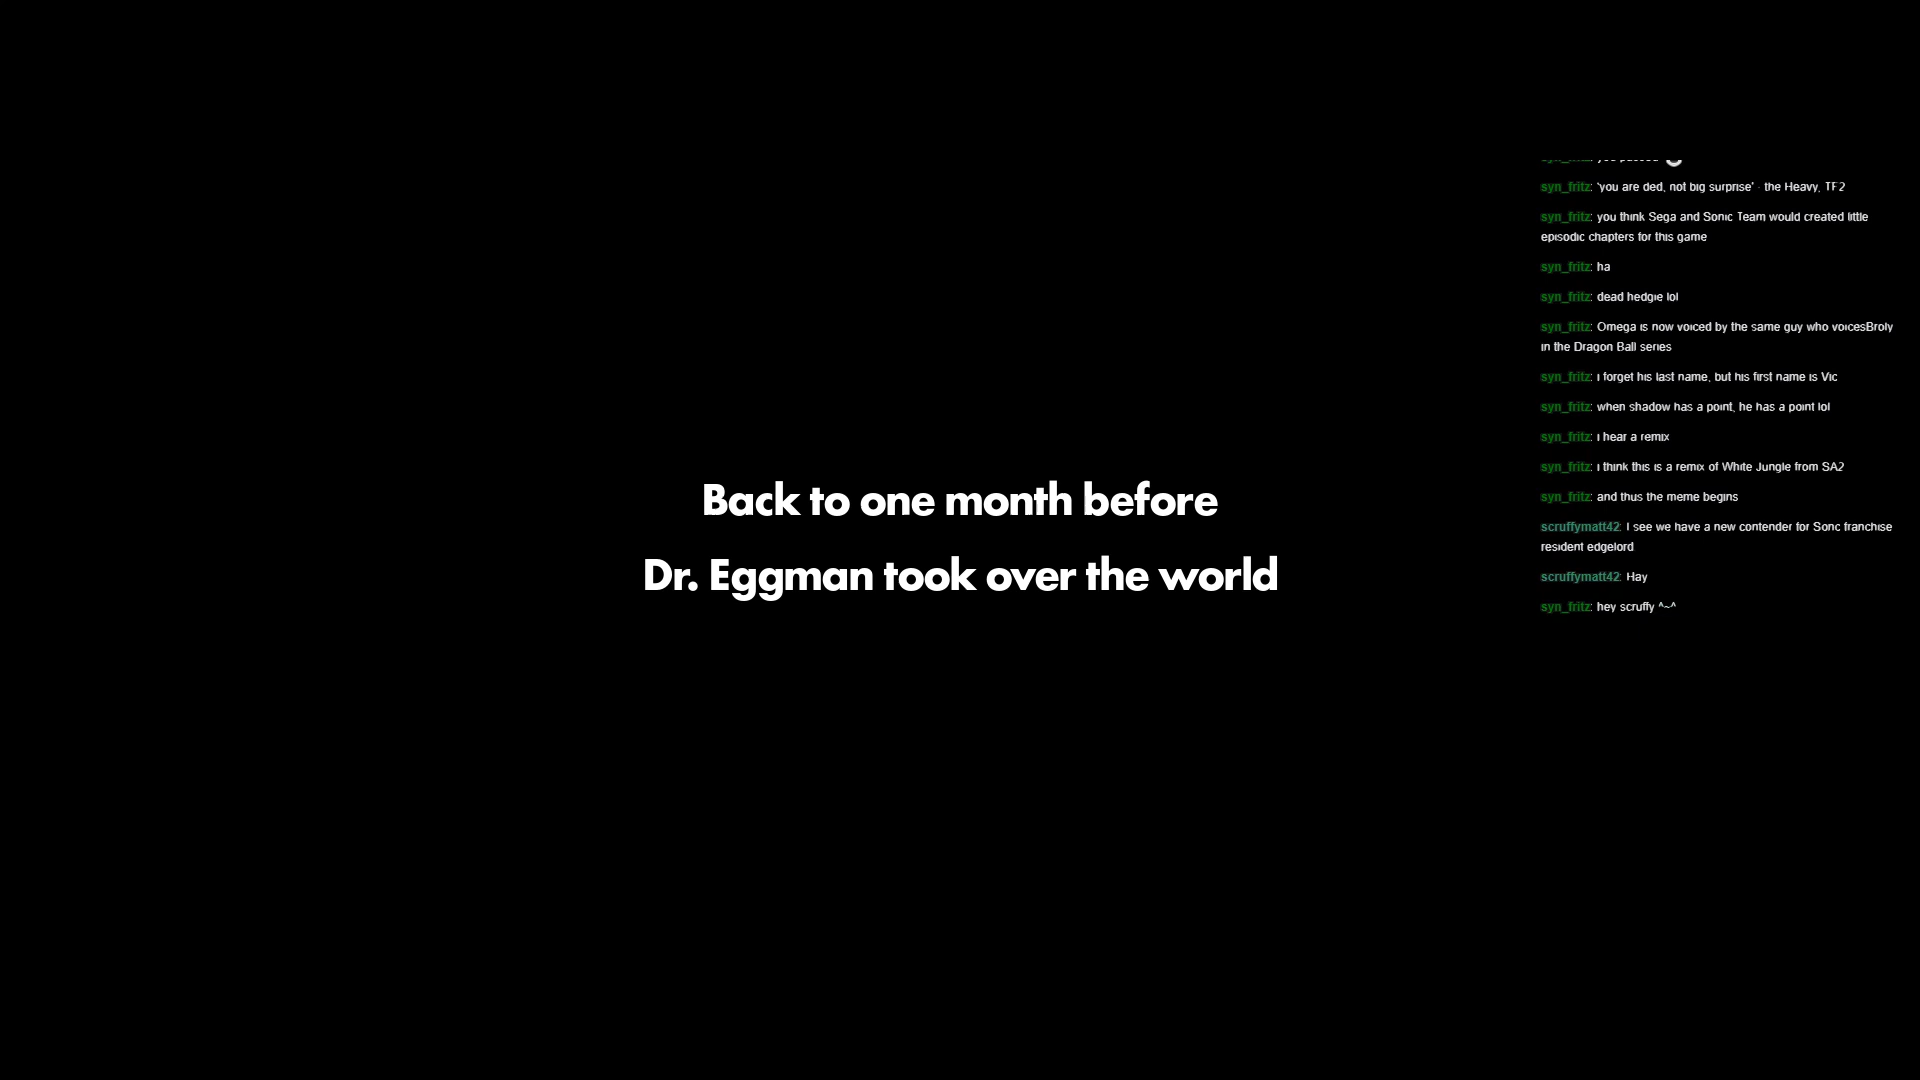 Back to one month before
Dr. Eggman took over the world
syn_fritz: 'you are ded, not big surprise' - the Heavy, TF2
syn_fritz: you think Sega and Sonic Team would created little
episodic chapters for this game
syn_fritz: ha
syn_fritz: dead hedgie lol
syn_fritz: Omega is now voiced by the same guy who voicesBroly
in the Dragon Ball series
syn_fritz: i forget his last name, but his first name is Vic
syn_fritz: when shadow has a point, he has a point lol
syn_fritz: i hear a remix
syn_fritz: i think this is a remix of White Jungle from SA2
syn_fritz: and thus the meme begins
scruffymatt42: I see we have a new contender for Sonc franchise
resident edgelord
scruffymatt42: Hay
syn_fritz: hey scruffy ^~^